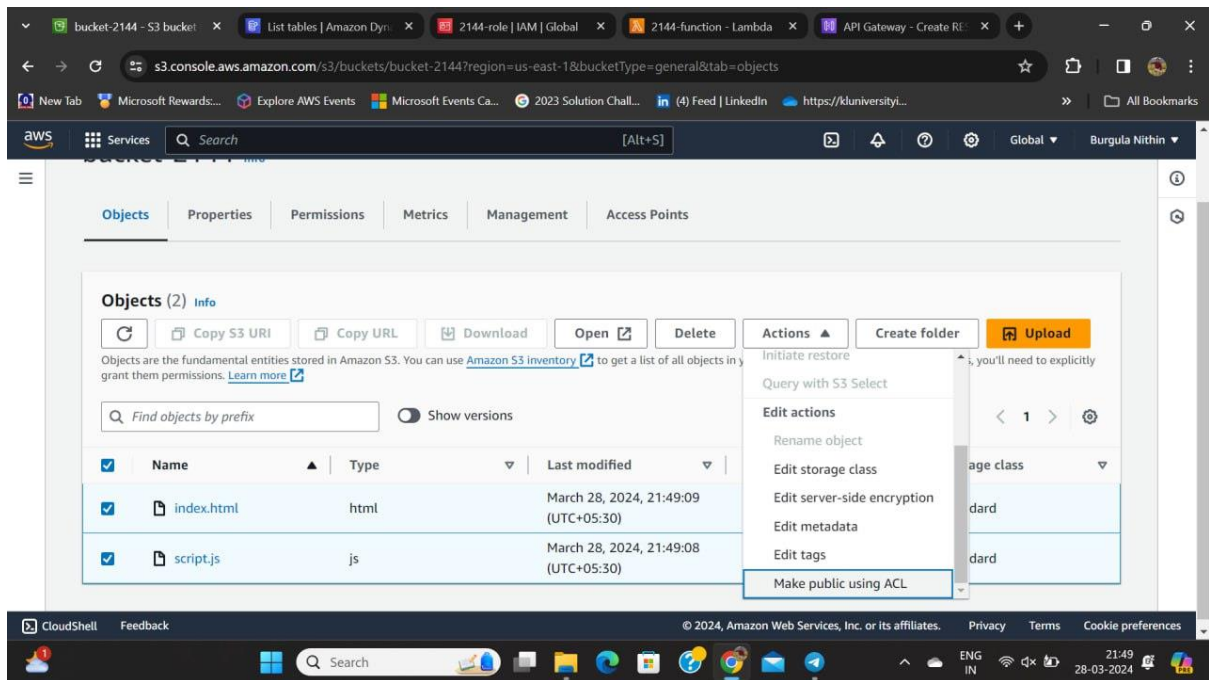 bucket-2144 - S3 bucket
List tables | Amazon Dyn
2144-role | IAM | Global
2144-function - Lambda
API Gateway - Create RE
s3.console.aws.amazon.com/s3/buckets/bucket-2144?region=us-east-1&bucketType=general&tab=objects
New Tab Microsoft Rewards:... Explore AWS Events Microsoft Events Ca... 2023 Solution Chall... (4) Feed | LinkedIn https://kluniversityi... » All Bookmarks
aws Services Search [Alt+S] Global Burgula Nithin
bucket-2144 Info
Objects Properties Permissions Metrics Management Access Points
Objects (2) Info
Copy S3 URI Copy URL Download Open Delete Actions Create folder Upload
Objects are the fundamental entities stored in Amazon S3. You can use Amazon S3 inventory to get a list of all objects in y
s, you'll need to explicitly
grant them permissions. Learn more
Find objects by prefix Show versions 1
Name Type Last modified age class
index.html html March 28, 2024, 21:49:09 (UTC+05:30) dard
script.js js March 28, 2024, 21:49:08 (UTC+05:30) dard
Initiate restore
Query with S3 Select
Edit actions
Rename object
Edit storage class
Edit server-side encryption
Edit metadata
Edit tags
Make public using ACL
CloudShell Feedback © 2024, Amazon Web Services, Inc. or its affiliates. Privacy Terms Cookie preferences
1 Search ENG 21:49
IN 28-03-2024
PRE